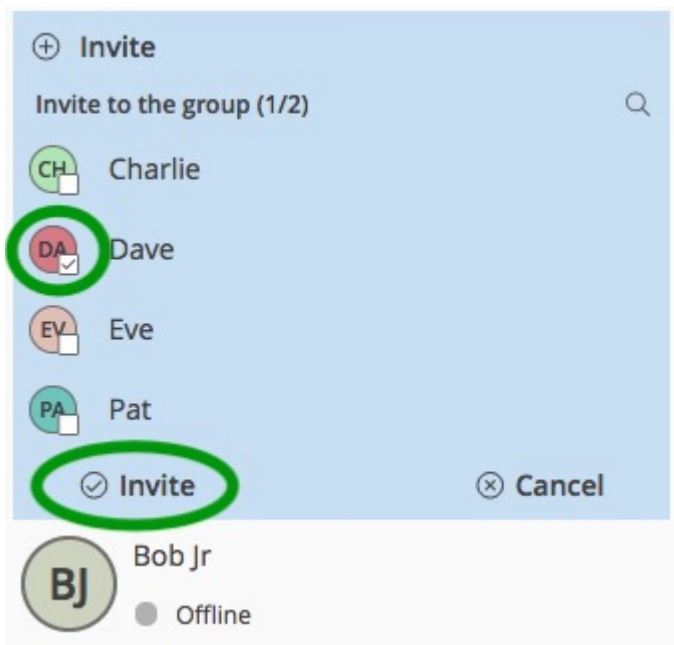 Invite
Invite to the group (1/2)
CH Charlie
DA Dave
EV Eve
PA Pat
Invite Cancel
BJ Bob Jr
Offline